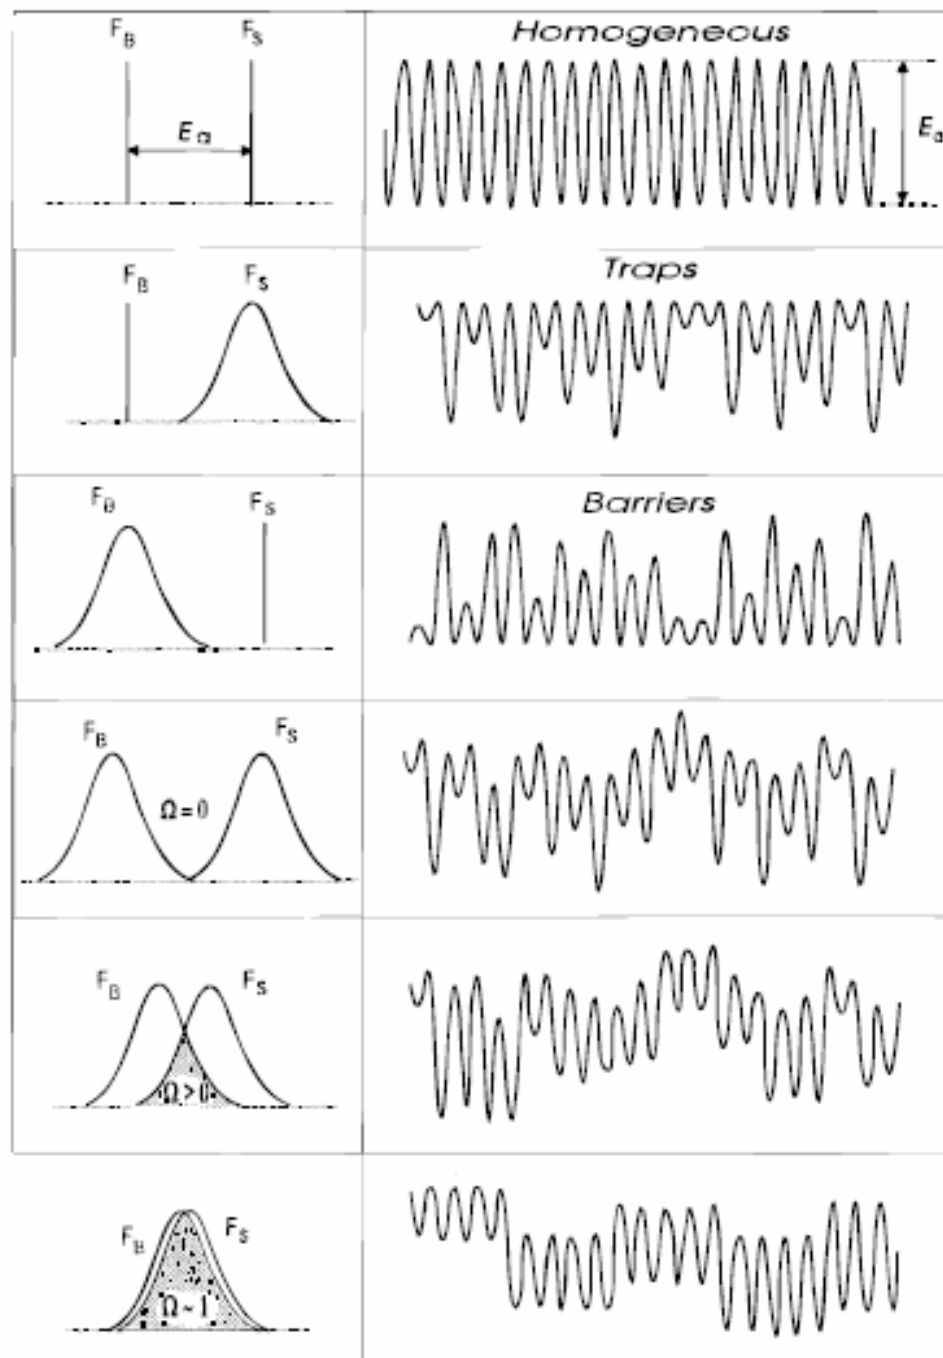 F_B F_S Homogeneous
E_a E_a
F_B F_S Traps
F_B F_S Barriers
F_B F_S
Ω = 0
F_B F_S
Ω > 0
F_B F_S
Ω ~ 1